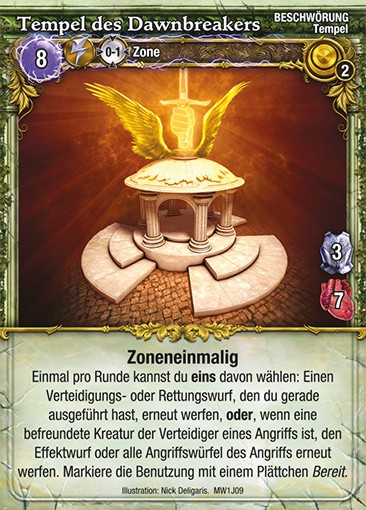 Tempel des Dawnbreakers
BESCHWÖRUNG
Tempel
8
0-1
Zone
2
3
7
Zoneneinmalig
Einmal pro Runde kannst du eins davon wählen: Einen
Verteidigungs- oder Rettungswurf, den du gerade
ausgeführt hast, erneut werfen, oder, wenn eine
befreundete Kreatur der Verteidiger eines Angriffs ist, den
Effektwurf oder alle Angriffswürfel des Angriffs erneut
werfen. Markiere die Benutzung mit einem Plättchen Bereit.
Illustration: Nick Deligaris. MW1J09